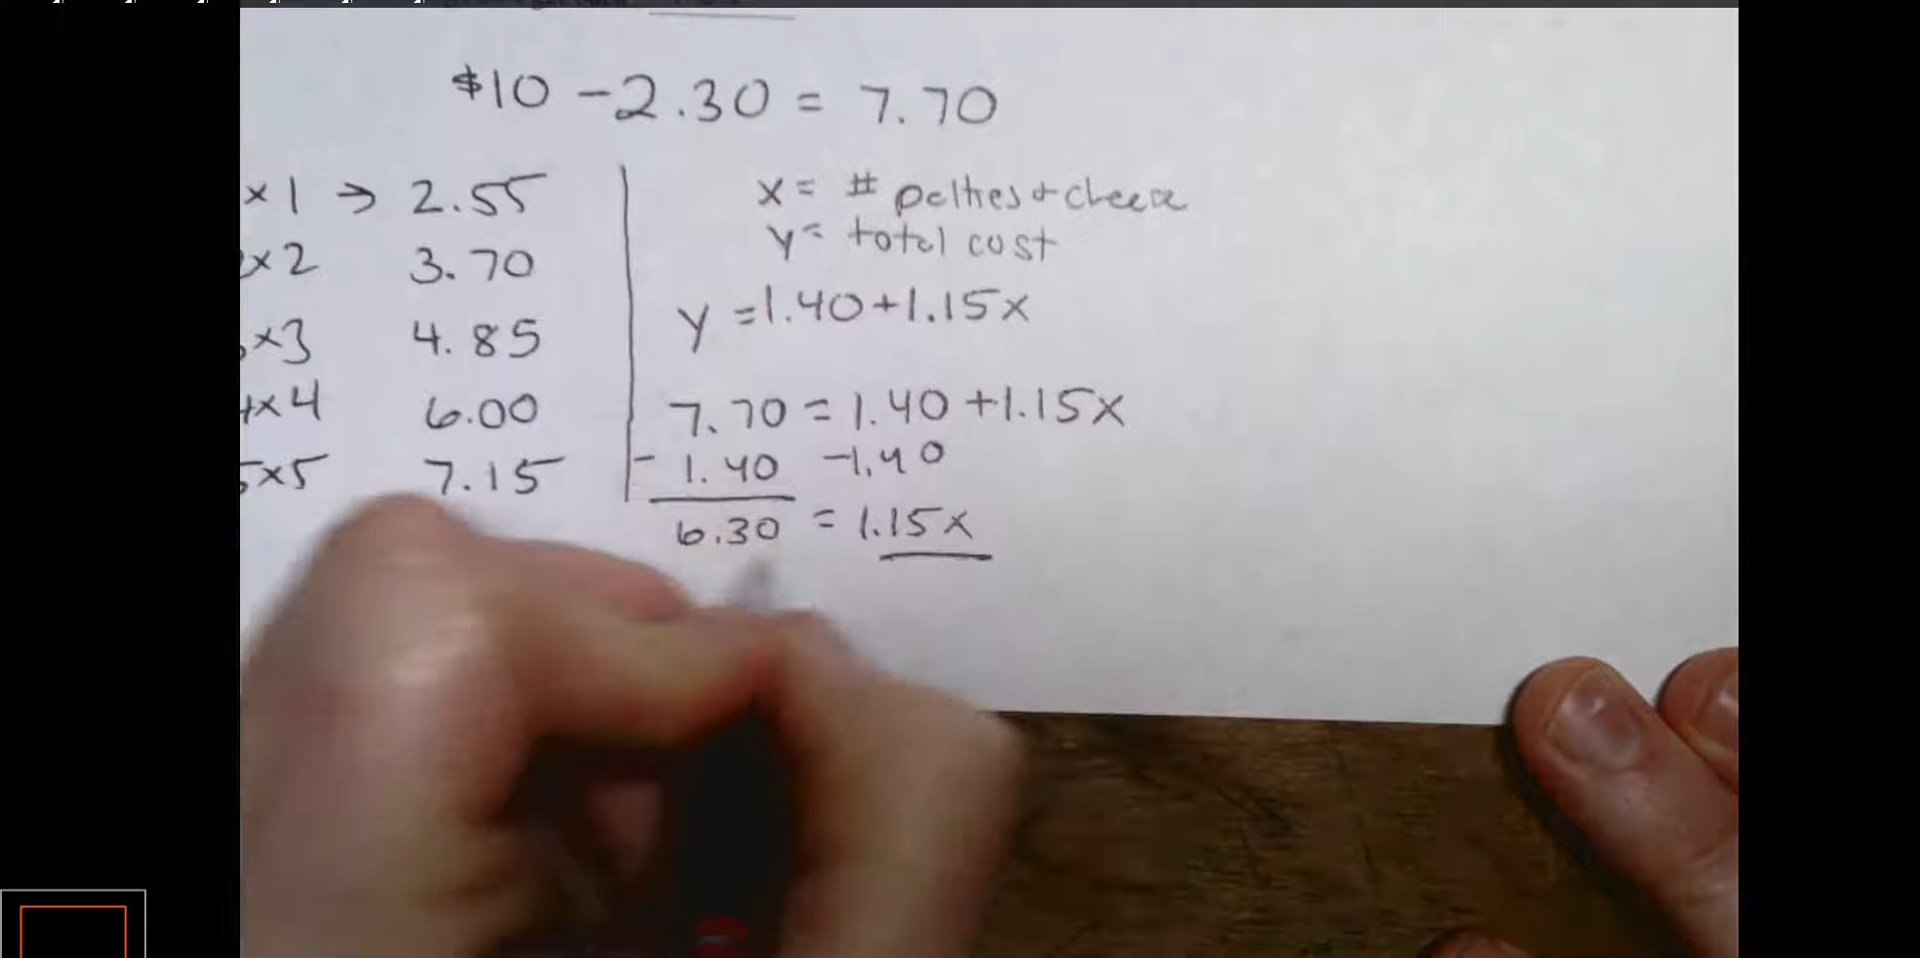 $10 - 2.30 = 7.70
x1 → 2.55
x2 3.70
x3 4.85
x4 6.00
5x5 7.15
x = # patties + cheese
y = total cost
y = 1.40 + 1.15x
7.70 = 1.40 + 1.15x
- 1.40 -1.40
6.30 = 1.15x